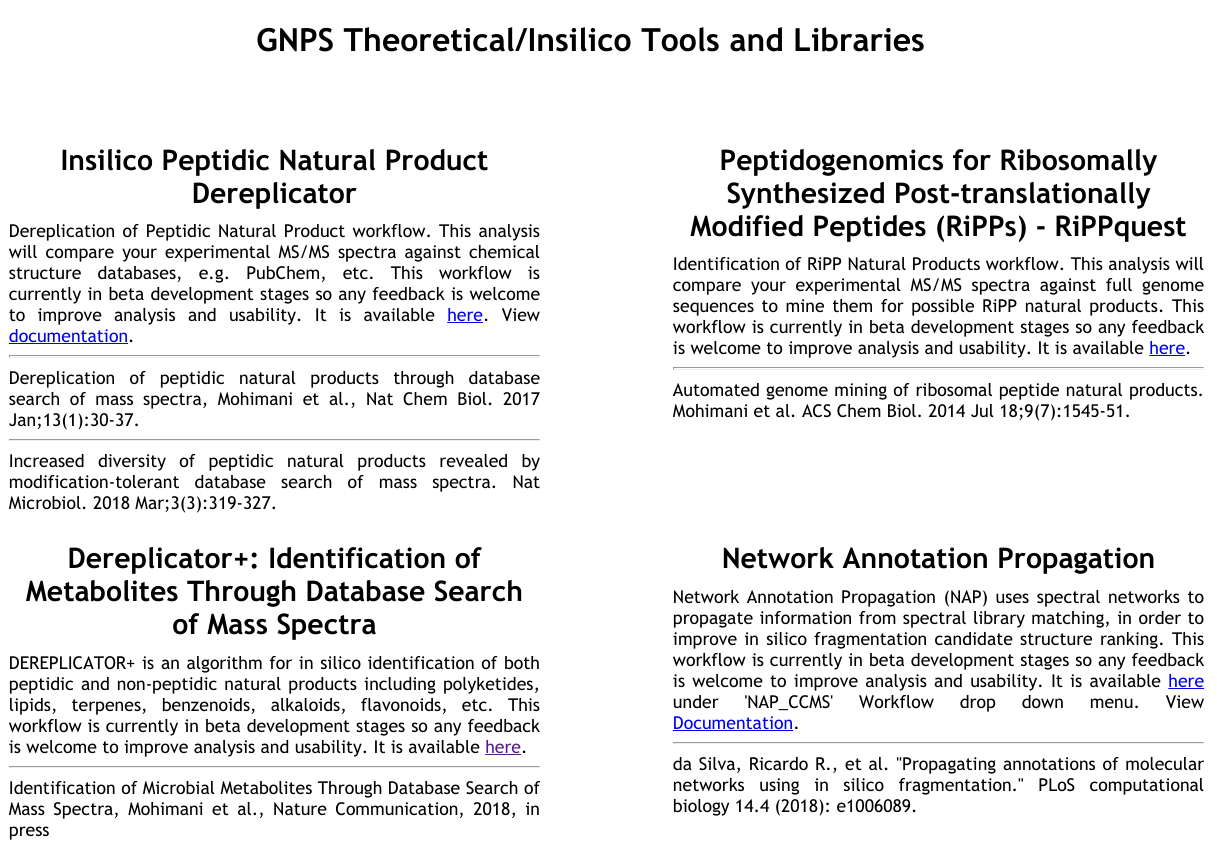 GNPS Theoretical/Insilico Tools and Libraries
Insilico Peptidic Natural Product
Dereplicator
Dereplication of Peptidic Natural Product workflow. This analysis
will compare your experimental MS/MS spectra against chemical
structure databases, e.g. PubChem, etc. This workflow is
currently in beta development stages so any feedback is welcome
to improve analysis and usability. It is available here. View
documentation.
Dereplication of peptidic natural products through database
search of mass spectra, Mohimani et al., Nat Chem Biol. 2017
Jan;13(1):30-37.
Increased diversity of peptidic natural products revealed by
modification-tolerant database search of mass spectra. Nat
Microbiol. 2018 Mar;3(3):319-327.
Peptidogenomics for Ribosomally
Synthesized Post-translationally
Modified Peptides (RiPPs) - RiPPquest
Identification of RiPP Natural Products workflow. This analysis will
compare your experimental MS/MS spectra against full genome
sequences to mine them for possible RiPP natural products. This
workflow is currently in beta development stages so any feedback
is welcome to improve analysis and usability. It is available here.
Automated genome mining of ribosomal peptide natural products.
Mohimani et al. ACS Chem Biol. 2014 Jul 18;9(7):1545-51.
Dereplicator+: Identification of
Metabolites Through Database Search
of Mass Spectra
DEREPLICATOR+ is an algorithm for in silico identification of both
peptidic and non-peptidic natural products including polyketides,
lipids, terpenes, benzenoids, alkaloids, flavonoids, etc. This
workflow is currently in beta development stages so any feedback
is welcome to improve analysis and usability. It is available here.
Identification of Microbial Metabolites Through Database Search of
Mass Spectra, Mohimani et al., Nature Communication, 2018, in
press
Network Annotation Propagation
Network Annotation Propagation (NAP) uses spectral networks to
propagate information from spectral library matching, in order to
improve in silico fragmentation candidate structure ranking. This
workflow is currently in beta development stages so any feedback
is welcome to improve analysis and usability. It is available here
under 'NAP_CCMS' Workflow drop down menu. View
Documentation.
da Silva, Ricardo R., et al. "Propagating annotations of molecular
networks using in silico fragmentation." PLoS computational
biology 14.4 (2018): e1006089.